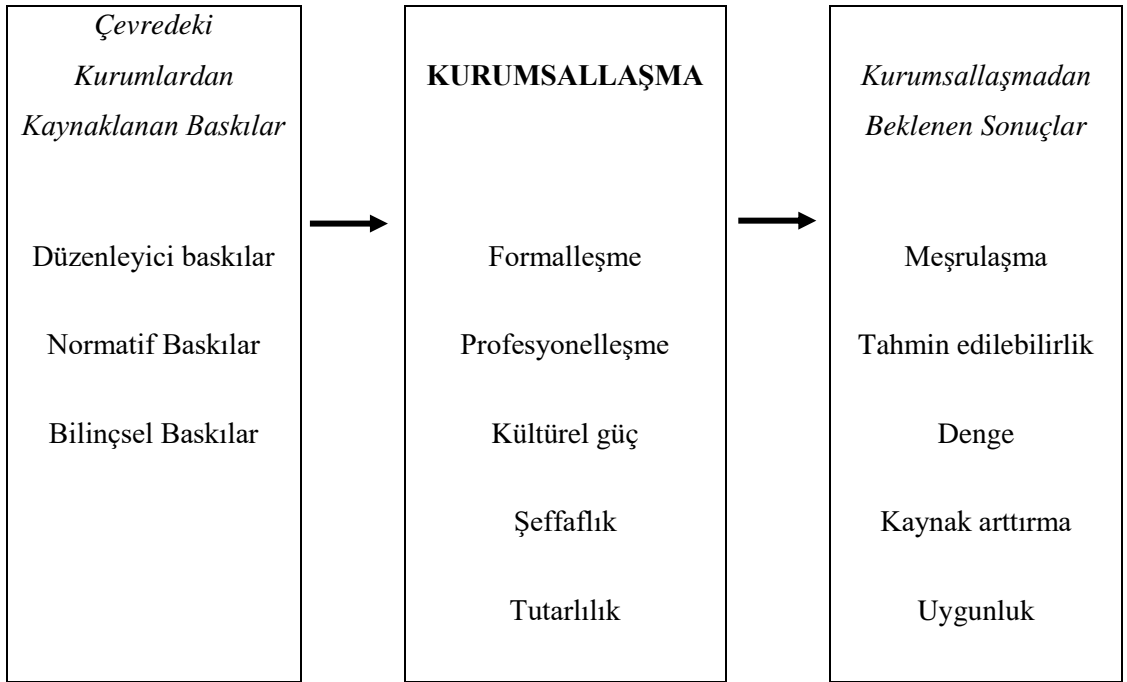 Çevredeki
Kurumlardan
Kaynaklanan Baskılar
Düzenleyici baskılar
Normatif Baskılar
Bilinçsel Baskılar
KURUMSALLAŞMA
Formalleşme
Profesyonelleşme
Kültürel güç
Şeffaflık
Tutarlılık
Kurumsallaşmadan
Beklenen Sonuçlar
Meşrulaşma
Tahmin edilebilirlik
Denge
Kaynak arttırma
Uygunluk